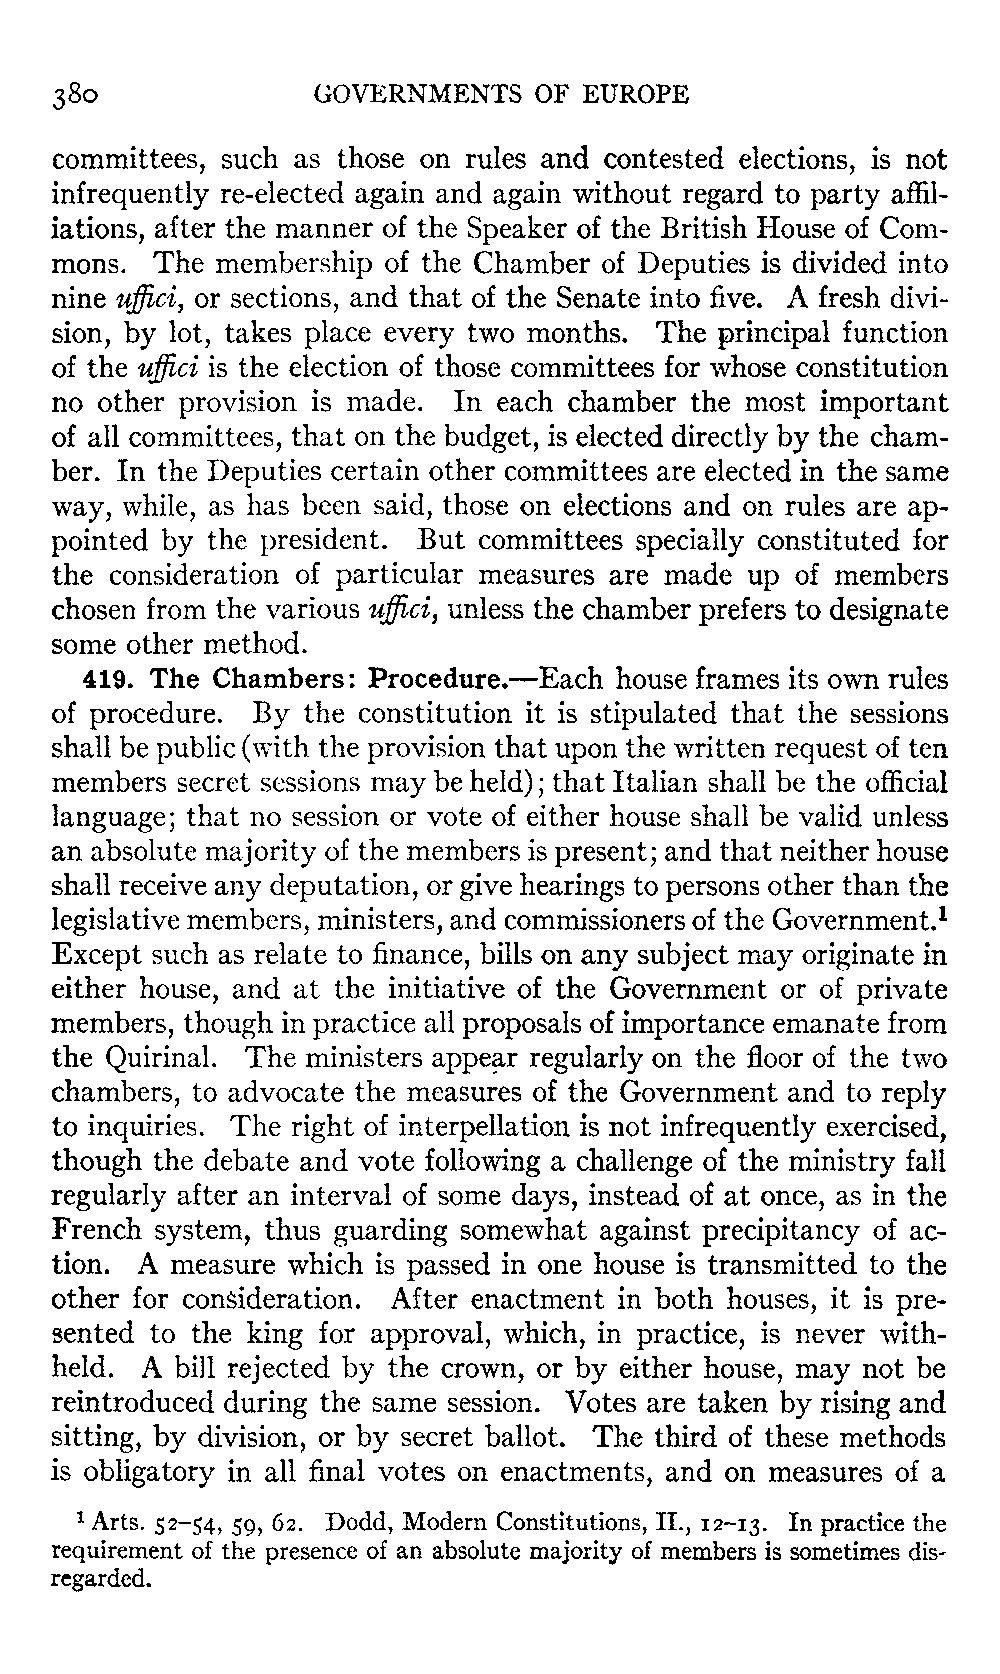 380 GOVERNMENTS OF EUROPE
committees, such as those on rules and contested elections, is not
infrequently re-elected again and again without regard to party affil-
iations, after the manner of the Speaker of the British House of Com-
mons. The membership of the Chamber of Deputies is divided into
nine uffici, or sections, and that of the Senate into five. A fresh divi-
sion, by lot, takes place every two months. The principal function
of the uffici is the election of those committees for whose constitution
no other provision is made. In each chamber the most important
of all committees, that on the budget, is elected directly by the cham-
ber. In the Deputies certain other committees are elected in the same
way, while, as has been said, those on elections and on rules are ap-
pointed by the president. But committees specially constituted for
the consideration of particular measures are made up of members
chosen from the various uffici, unless the chamber prefers to designate
some other method.
419. The Chambers: Procedure.—Each house frames its own rules
of procedure. By the constitution it is stipulated that the sessions
shall be public (with the provision that upon the written request of ten
members secret sessions may be held); that Italian shall be the official
language; that no session or vote of either house shall be valid unless
an absolute majority of the members is present; and that neither house
shall receive any deputation, or give hearings to persons other than the
legislative members, ministers, and commissioners of the Government.¹
Except such as relate to finance, bills on any subject may originate in
either house, and at the initiative of the Government or of private
members, though in practice all proposals of importance emanate from
the Quirinal. The ministers appear regularly on the floor of the two
chambers, to advocate the measures of the Government and to reply
to inquiries. The right of interpellation is not infrequently exercised,
though the debate and vote following a challenge of the ministry fall
regularly after an interval of some days, instead of at once, as in the
French system, thus guarding somewhat against precipitancy of ac-
tion. A measure which is passed in one house is transmitted to the
other for consideration. After enactment in both houses, it is pre-
sented to the king for approval, which, in practice, is never with-
held. A bill rejected by the crown, or by either house, may not be
reintroduced during the same session. Votes are taken by rising and
sitting, by division, or by secret ballot. The third of these methods
is obligatory in all final votes on enactments, and on measures of a
¹ Arts. 52–54, 59, 62. Dodd, Modern Constitutions, II., 12–13. In practice the
requirement of the presence of an absolute majority of members is sometimes dis-
regarded.